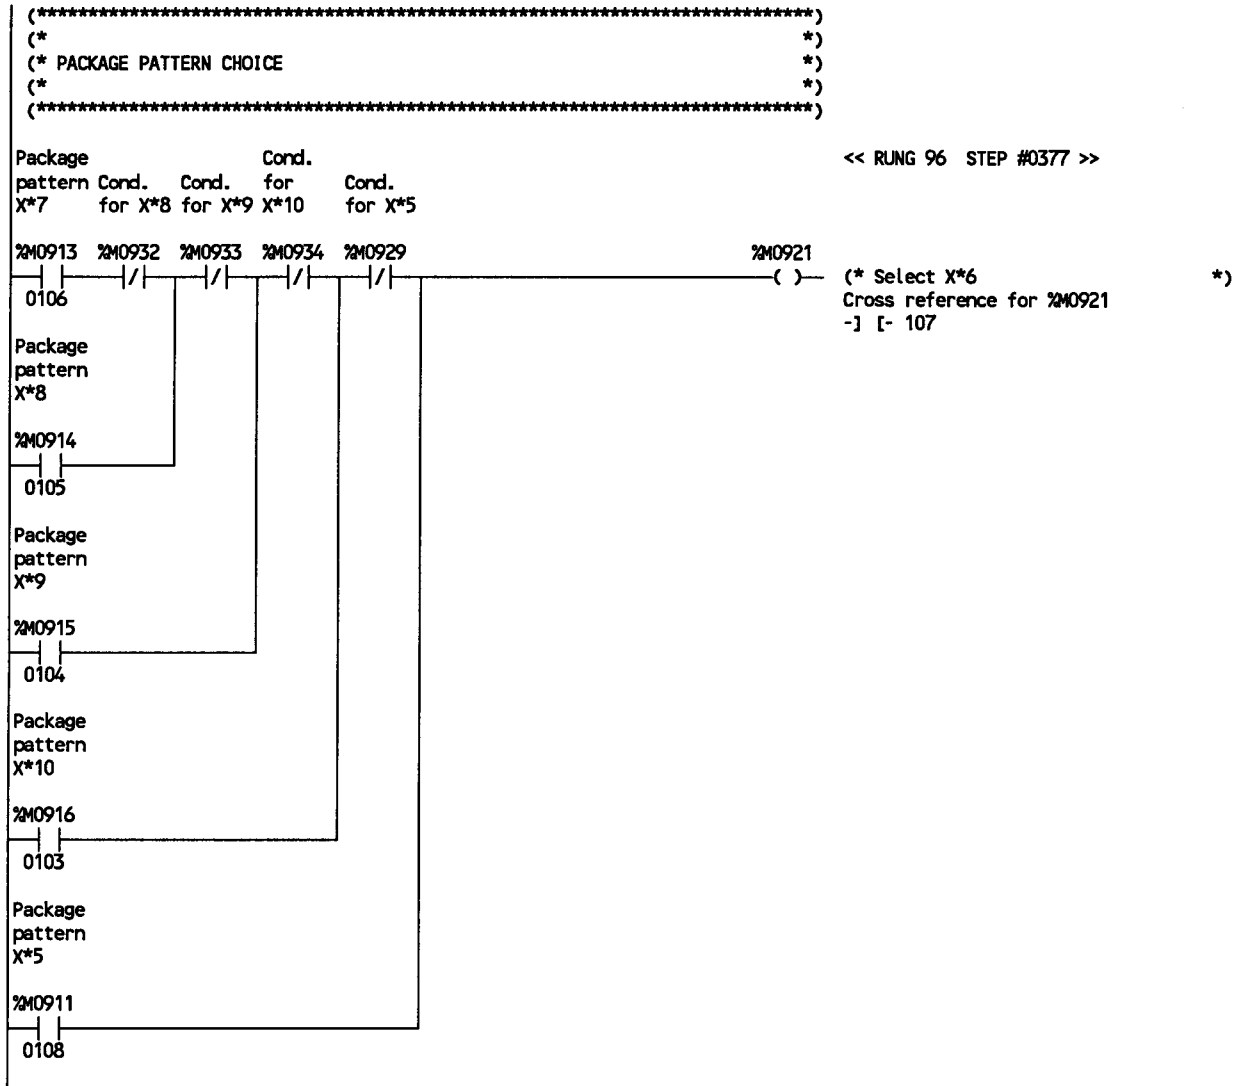 (***************************************************************************)
(* *)
(* PACKAGE PATTERN CHOICE *)
(* *)
(***************************************************************************)
Package Cond. << RUNG 96 STEP #0377 >>
pattern Cond. Cond. for Cond.
X*7 for X*8 for X*9 X*10 for X*5
%M0913 %M0932 %M0933 %M0934 %M0929 %M0921
(* Select X*6 *)
0106 Cross reference for %M0921
-] [- 107
Package
pattern
X*8
%M0914
0105
Package
pattern
X*9
%M0915
0104
Package
pattern
X*10
%M0916
0103
Package
pattern
X*5
%M0911
0108